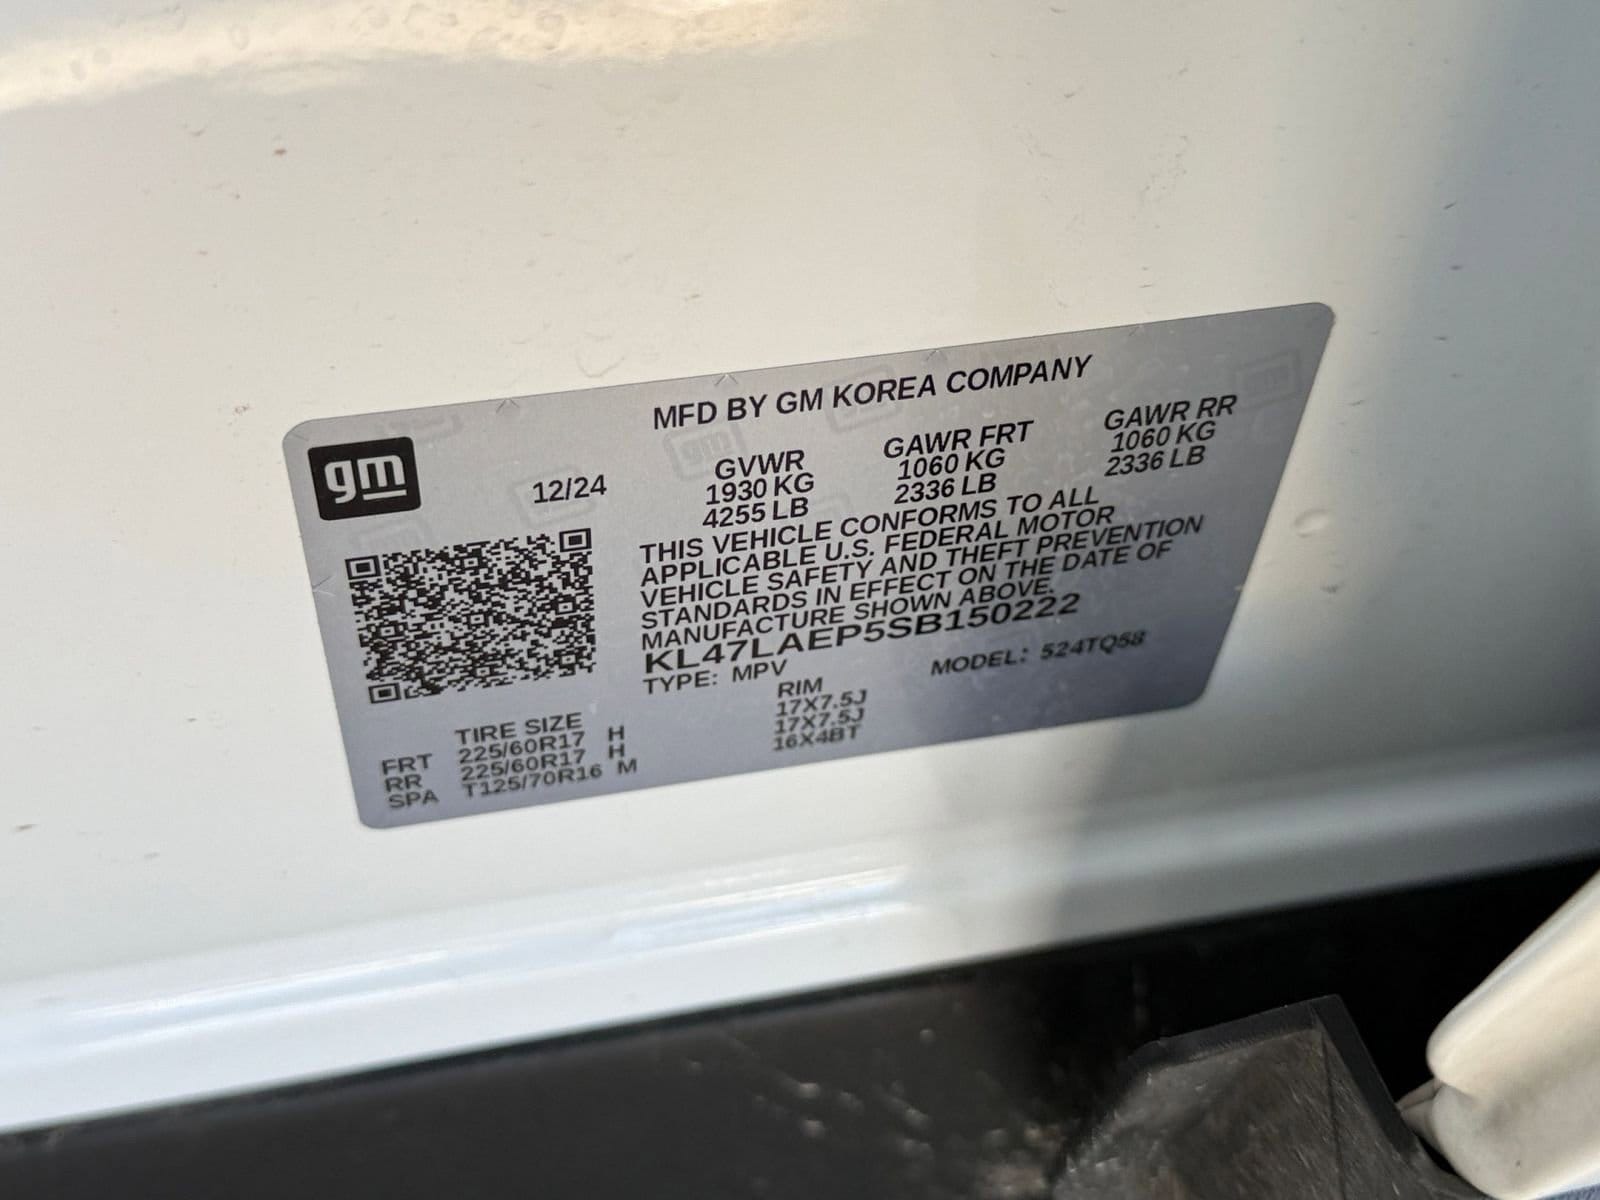 MFD BY GM KOREA COMPANY
gm
12/24
GVWR GAWR FRT GAWR RR
1930 KG 1060 KG 1060 KG
4255 LB 2336 LB 2336 LB
THIS VEHICLE CONFORMS TO ALL
APPLICABLE U.S. FEDERAL MOTOR
VEHICLE SAFETY AND THEFT PREVENTION
STANDARDS IN EFFECT ON THE DATE OF
MANUFACTURE SHOWN ABOVE.
KL47LAEP5SB150222
TYPE: MPV MODEL: 524TQ58
TIRE SIZE RIM
FRT 225/60R17 H 17X7.5J
RR 225/60R17 H 17X7.5J
SPA T125/70R16 M 16X4BT